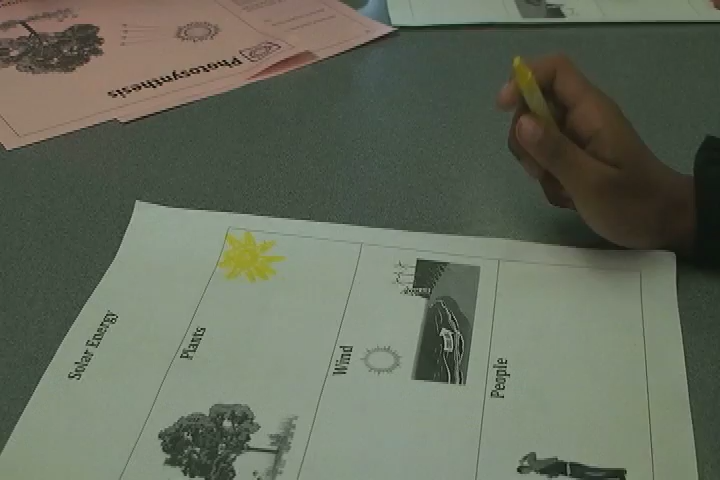 Photosynthesis
Solar Energy
Plants
Wind
People